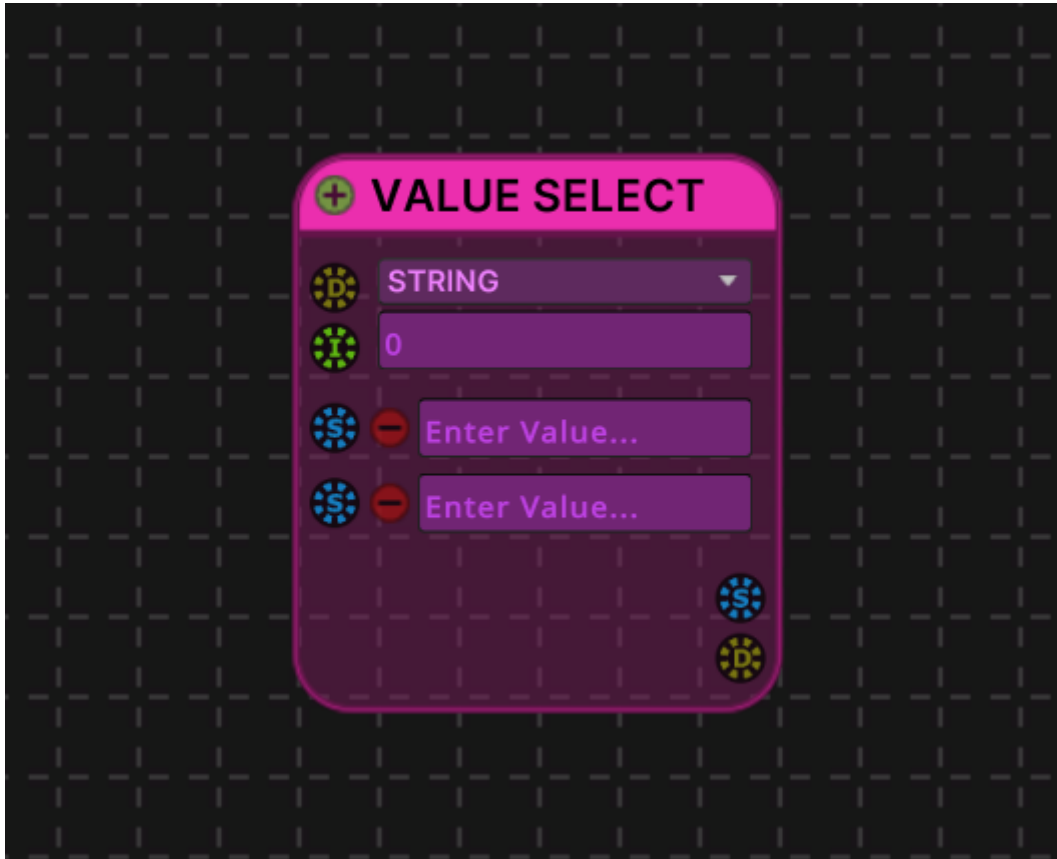 VALUE SELECT
D STRING
I 0
S Enter Value...
S Enter Value...
S
D